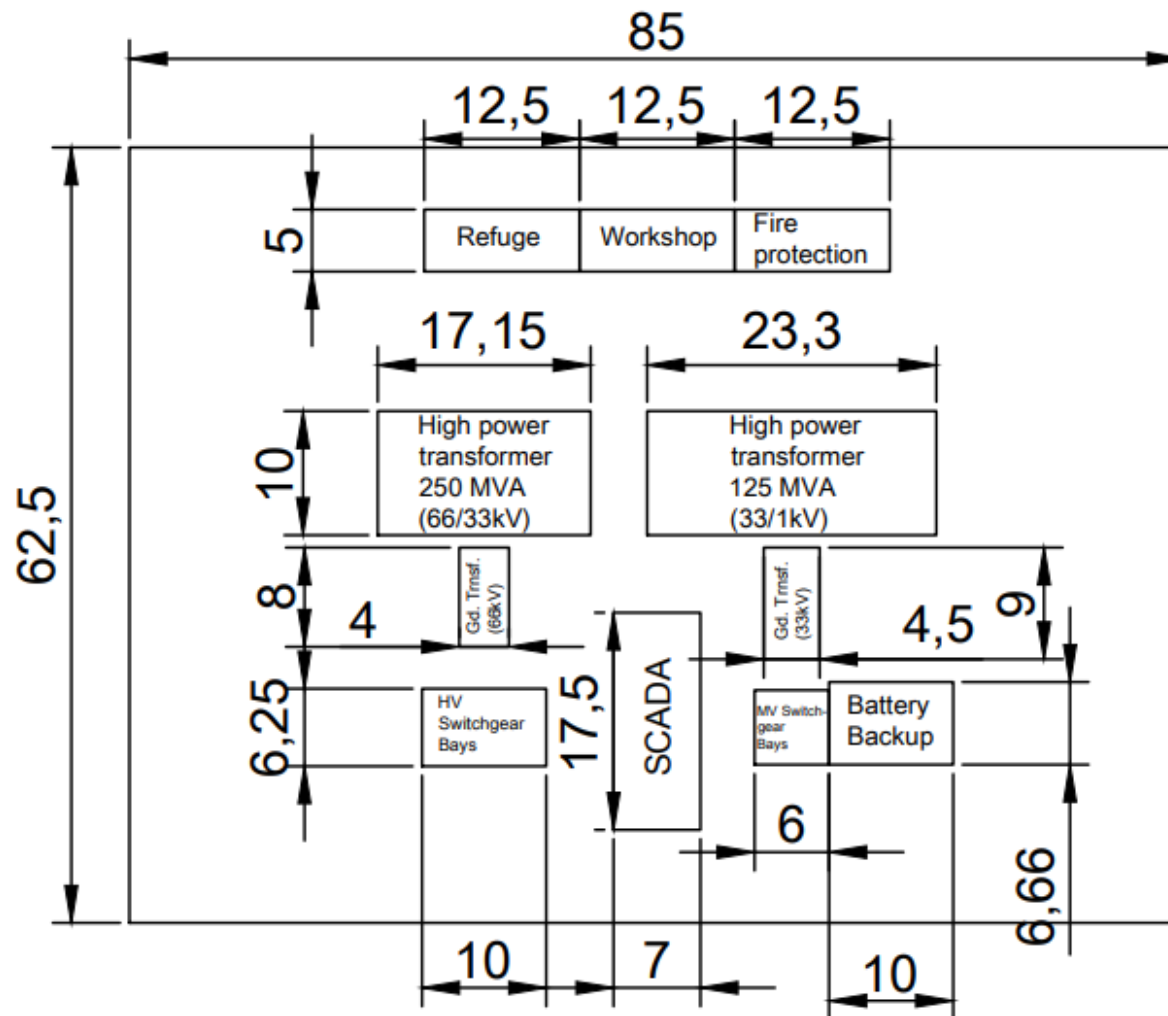 85
12,5
12,5
12,5
5
Refuge
Workshop
Fire
protection
17,15
23,3
62,5
10
High power
transformer
250 MVA
(66/33kV)
High power
transformer
125 MVA
(33/1kV)
8
4
Gd. Trnsf.
(66kV)
Gd. Trnsf.
(33kV)
9
4,5
6,25
HV
Switchgear
Bays
17,5
SCADA
MV Switch-
gear
Bays
Battery
Backup
6
6,66
10
7
10